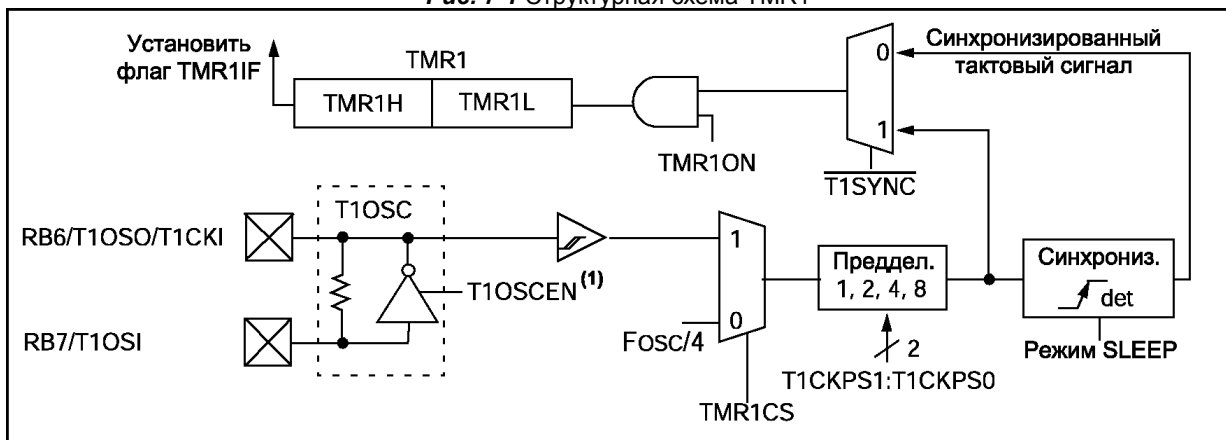 Рис. 7-1 Структурная схема TMR1
Установить
флаг TMR1IF
TMR1
TMR1H
TMR1L
TMR1ON
0
1
T1SYNC
Синхронизированный
тактовый сигнал
RB6/T1OSO/T1CKI
RB7/T1OSI
T1OSC
T1OSCEN (1)
1
0
FOSC/4
TMR1CS
Преддел.
1, 2, 4, 8
2
T1CKPS1:T1CKPS0
Синхрониз.
det
Режим SLEEP